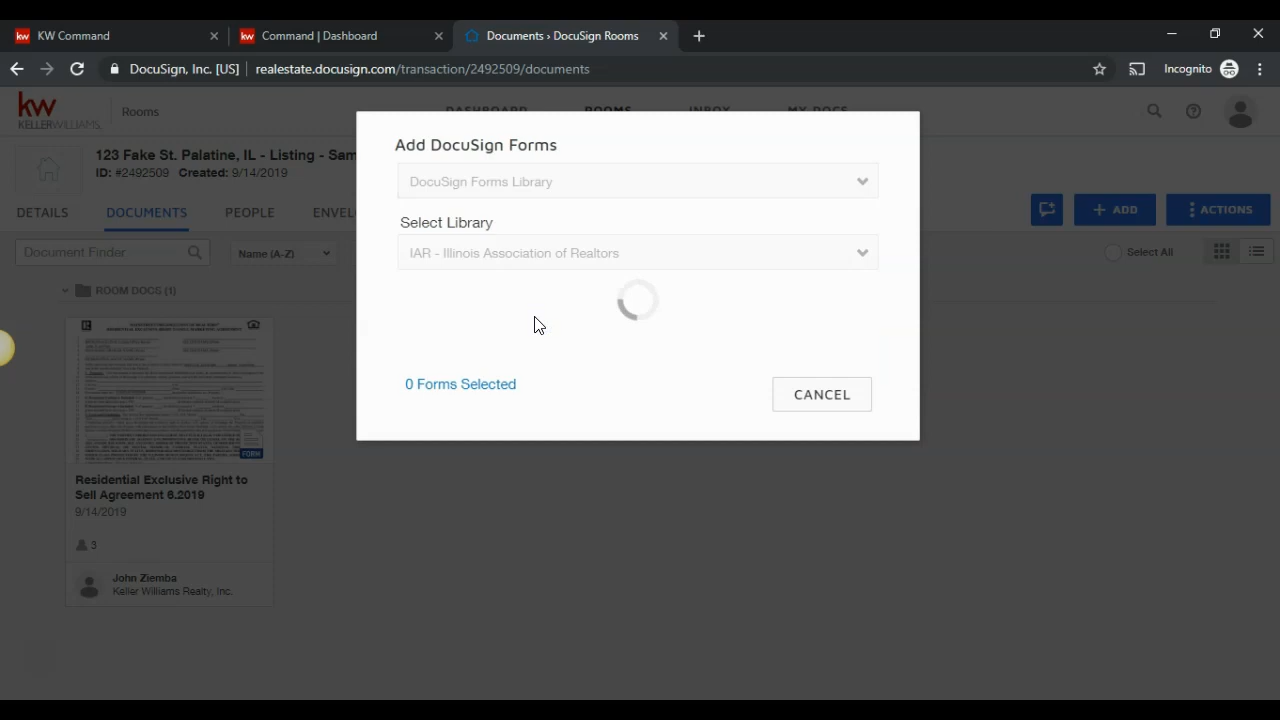 KW Command
Command | Dashboard
Documents › DocuSign Rooms
DocuSign, Inc. [US]
realestate.docusign.com/transaction/2492509/documents
Incognito
kw
KELLERWILLIAMS.
Rooms
DASHBOARD
ROOMS
INBOX
MY DOCS
123 Fake St. Palatine, IL - Listing - Sam
ID: #2492509 Created: 9/14/2019
DETAILS
DOCUMENTS
PEOPLE
ENVEL
+ ADD
ACTIONS
Document Finder
Name (A-Z)
Select All
ROOM DOCS (1)
FORM
Residential Exclusive Right to
Sell Agreement 6.2019
9/14/2019
3
John Ziemba
Keller Williams Realty, Inc.
Add DocuSign Forms
DocuSign Forms Library
Select Library
IAR - Illinois Association of Realtors
0 Forms Selected
CANCEL